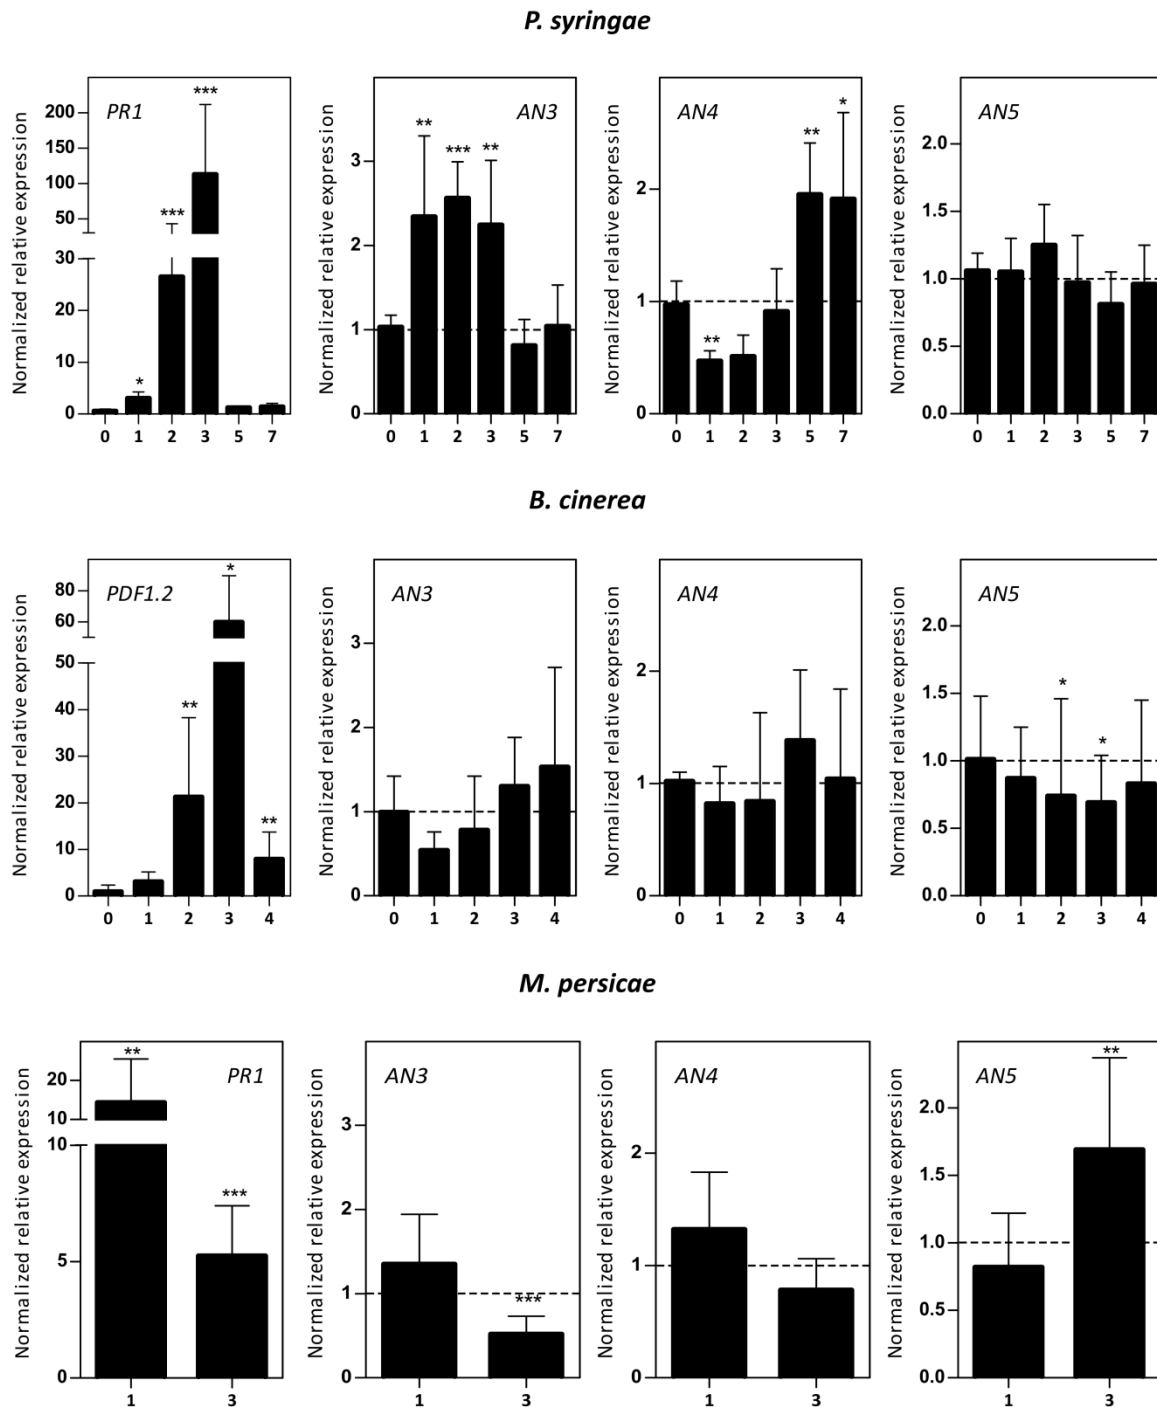 P. syringae
Normalized relative expression
PR1
200
150
100
50
30
20
10
0
*
***
***
0 1 2 3 5 7
Normalized relative expression
AN3
3
2
1
0
**
***
**
0 1 2 3 5 7
Normalized relative expression
AN4
2
1
0
**
**
*
0 1 2 3 5 7
Normalized relative expression
AN5
2.0
1.5
1.0
0.5
0.0
0 1 2 3 5 7
B. cinerea
Normalized relative expression
PDF1.2
80
60
50
40
30
20
10
0
**
*
**
0 1 2 3 4
Normalized relative expression
AN3
3
2
1
0
0 1 2 3 4
Normalized relative expression
AN4
2
1
0
0 1 2 3 4
Normalized relative expression
AN5
2.0
1.5
1.0
0.5
0.0
*
*
0 1 2 3 4
M. persicae
Normalized relative expression
PR1
20
10
10
5
0
**
***
1 3
Normalized relative expression
AN3
3
2
1
0
***
1 3
Normalized relative expression
AN4
2
1
0
1 3
Normalized relative expression
AN5
2.0
1.5
1.0
0.5
0.0
**
1 3